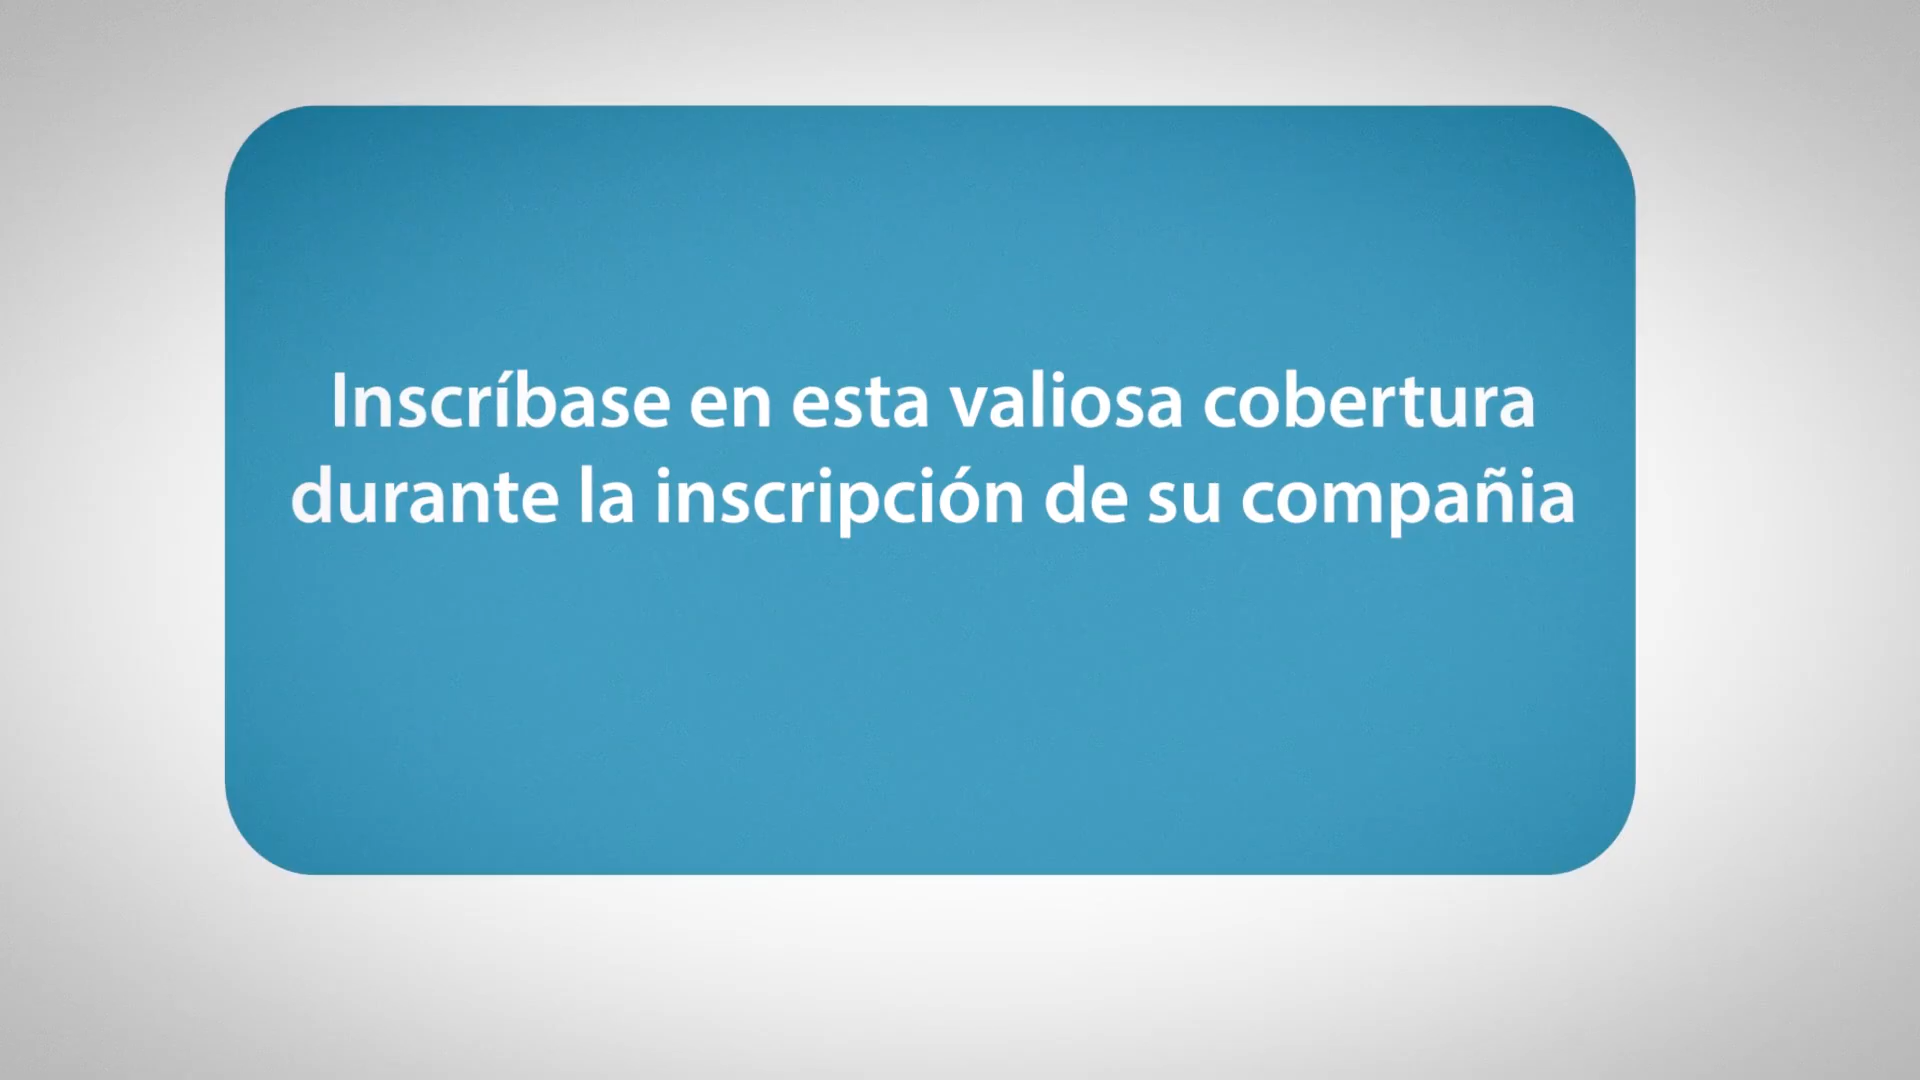 Inscríbase en esta valiosa cobertura
durante la inscripción de su compañia